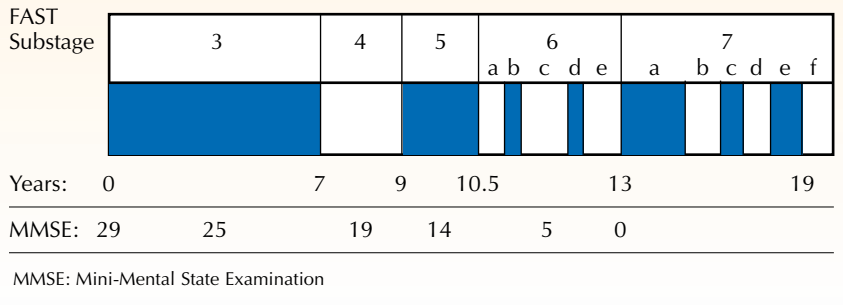 FAST
Substage 3 4 5 6 7
a b c d e a b c d e f
Years: 0 7 9 10.5 13 19
MMSE: 29 25 19 14 5 0
MMSE: Mini-Mental State Examination